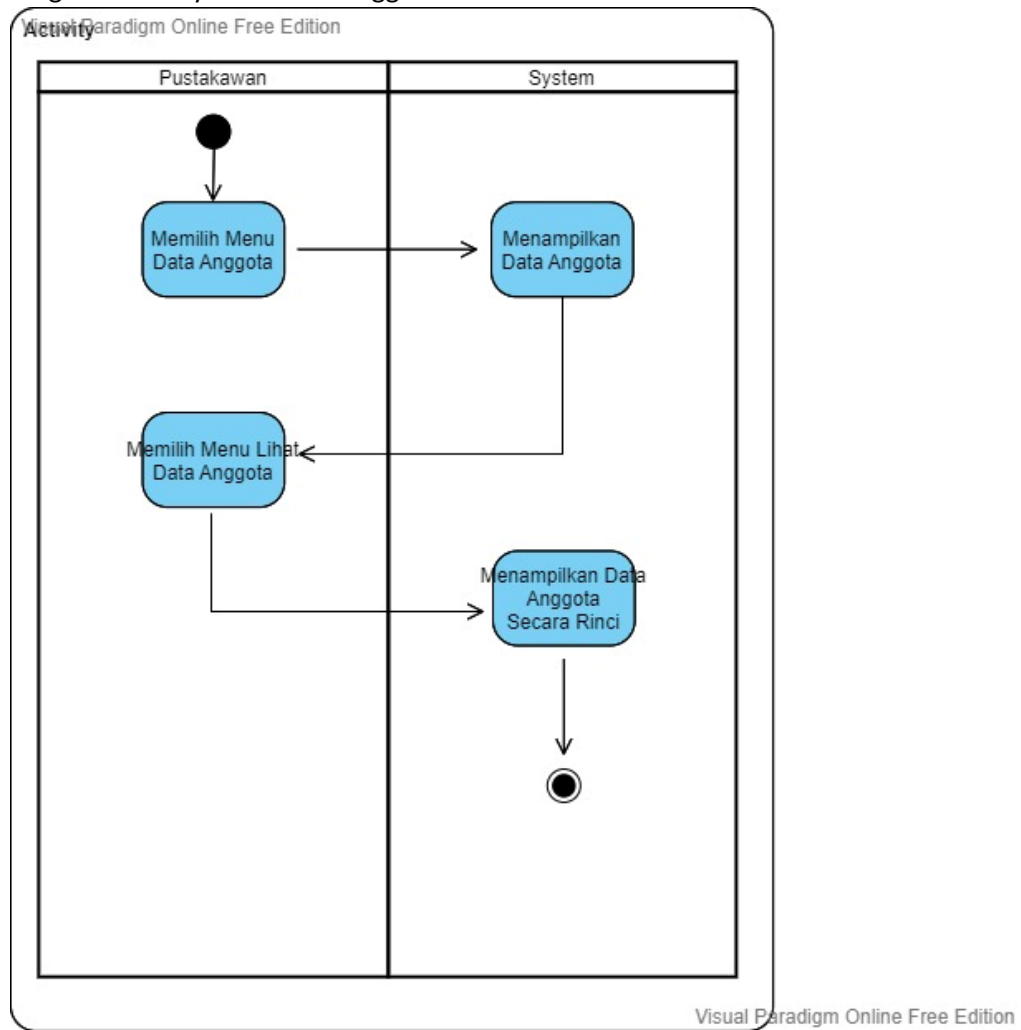 Activity
Visual Paradigm Online Free Edition
Pustakawan
System
Memilih Menu
Data Anggota
Menampilkan
Data Anggota
Memilih Menu Lihat
Data Anggota
Menampilkan Data
Anggota
Secara Rinci
Visual Paradigm Online Free Edition